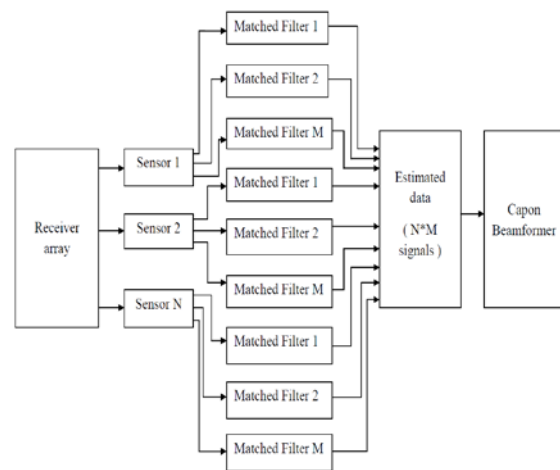 Matched Filter 1
Matched Filter 2
Matched Filter M
Matched Filter 1
Matched Filter 2
Matched Filter M
Matched Filter 1
Matched Filter 2
Matched Filter M
Receiver
array
Sensor 1
Sensor 2
Sensor N
Estimated
data
( N*M
signals )
Capon
Beamformer